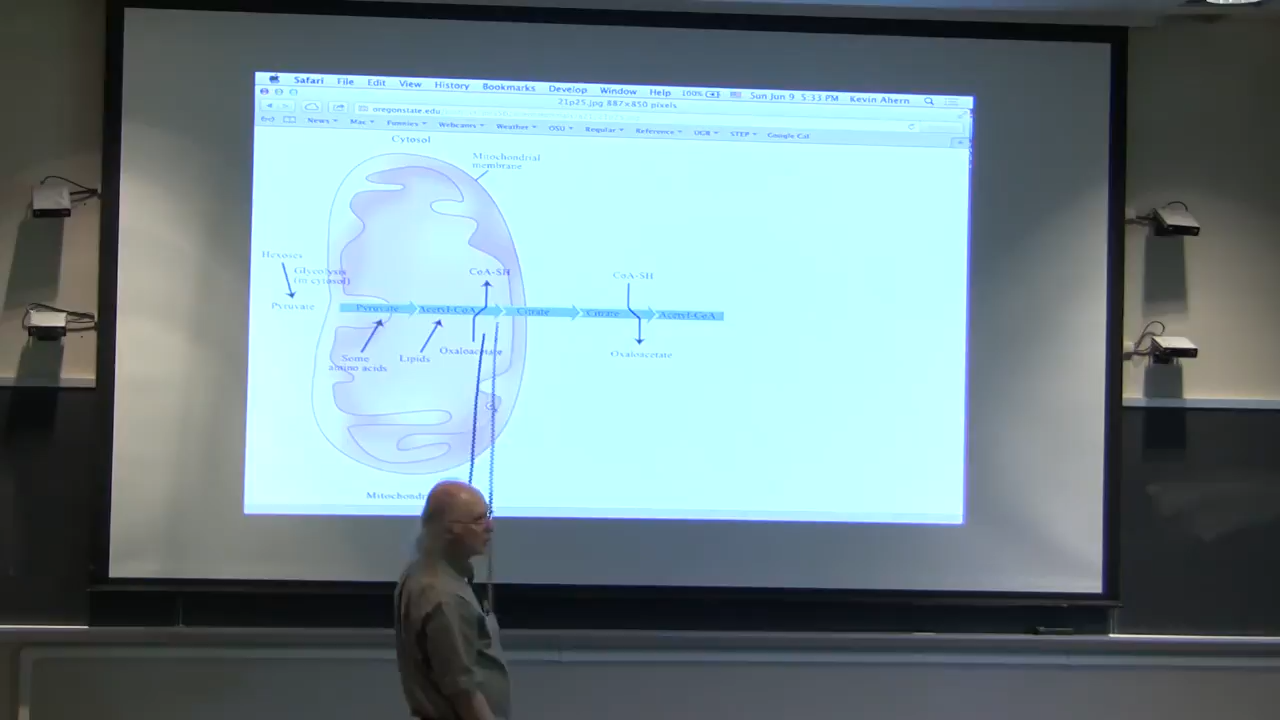 Safari File Edit View History Bookmarks Develop Window Help 100% Sun Jun 9 5:33 PM Kevin Ahern
21p25.jpg 887×850 pixels
oregonstate.edu
News Mac Funnies Webcams Weather OSU Regular Reference UGB STEP Google Cal
Cytosol
Mitochondrial
membrane
Hexoses
Glycolysis
(in cytosol)
CoA-SH
CoA-SH
Pyruvate
Pyruvate Acetyl-CoA Citrate Citrate Acetyl-CoA
Some
amino acids
Lipids
Oxaloacetate
Oxaloacetate
Mitochondri